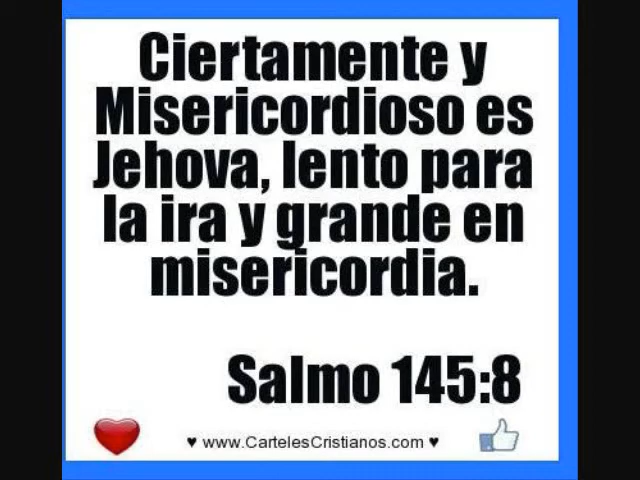 Ciertamente y
Misericordioso es
Jehova, lento para
la ira y grande en
misericordia.
Salmo 145:8
♥ www.CartelesCristianos.com ♥